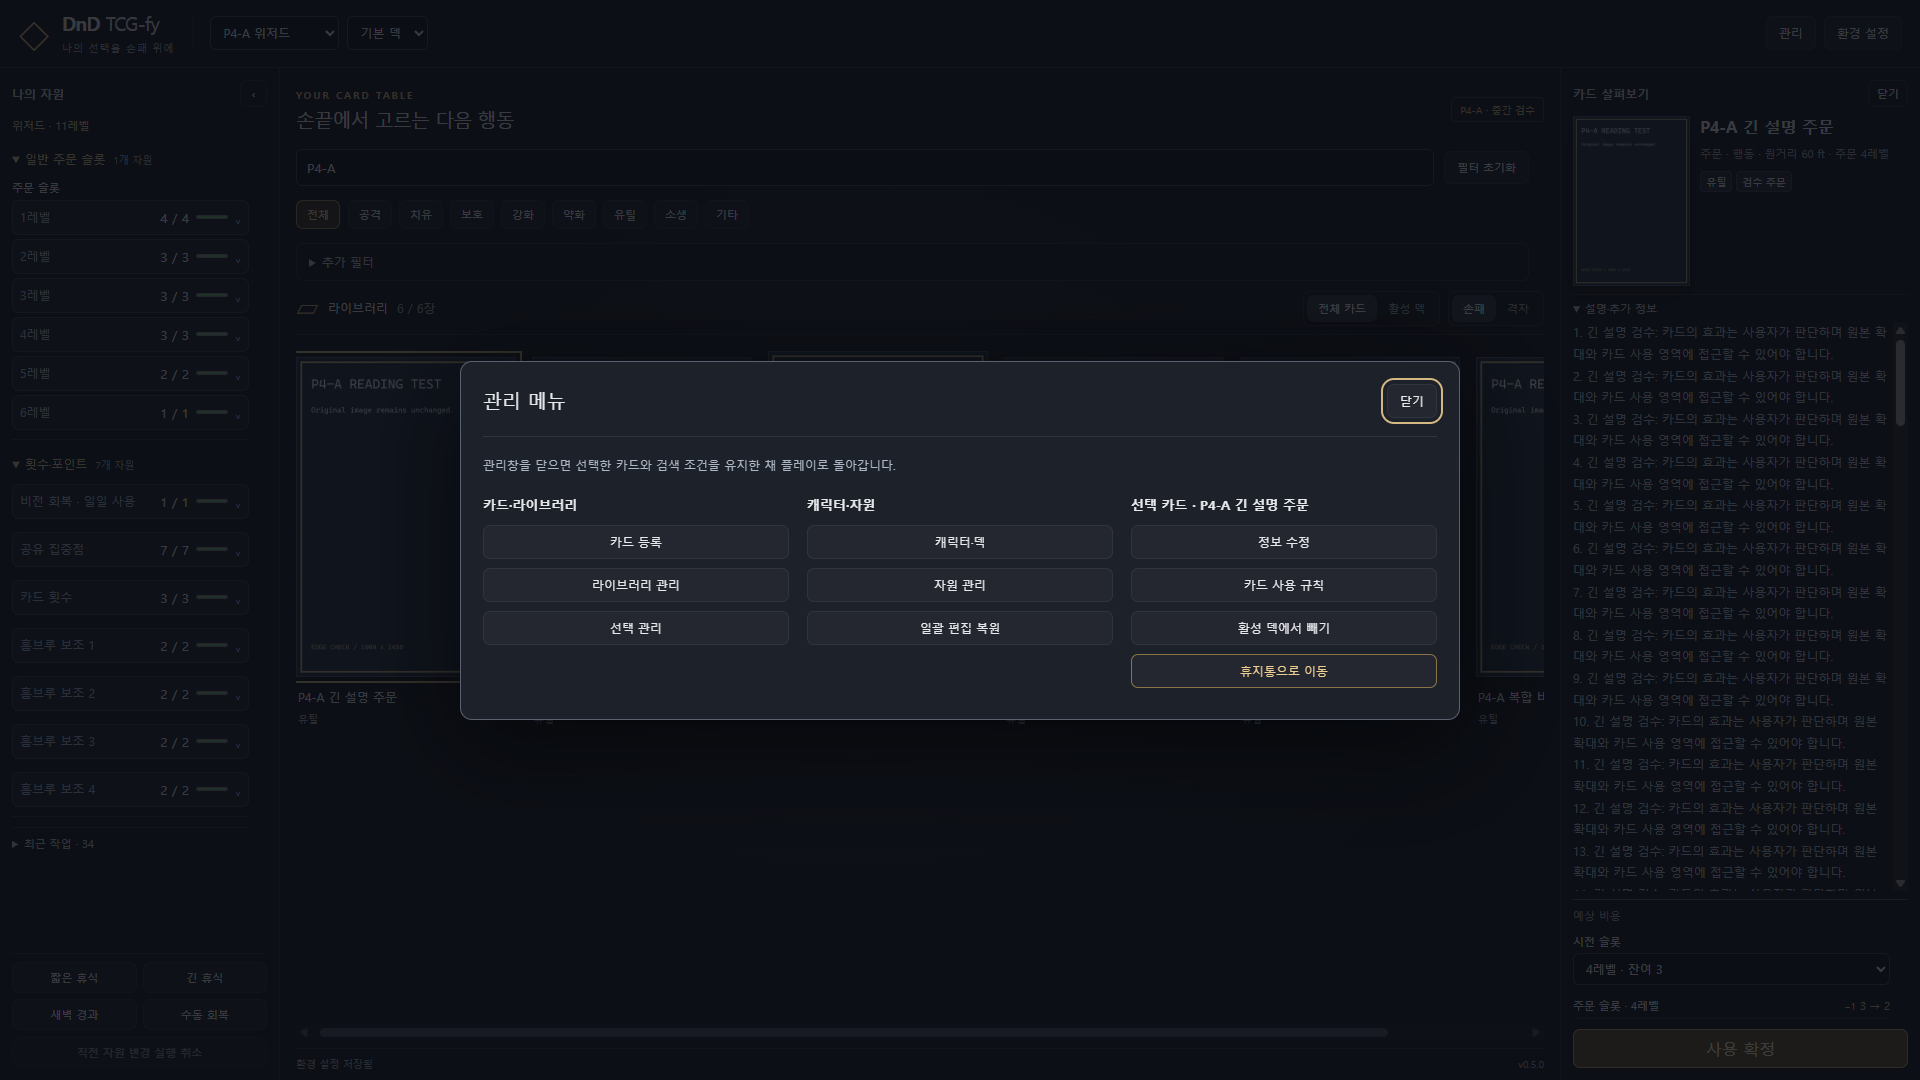 DnD TCG-fy
나의 선택을 손패 위에
P4-A 위저드
기본 덱
관리
환경 설정
나의 자원
위저드 · 11레벨
일반 주문 슬롯 1개 자원
주문 슬롯
1레벨 4 / 4
2레벨 3 / 3
3레벨 3 / 3
4레벨 3 / 3
5레벨 2 / 2
6레벨 1 / 1
횟수·포인트 7개 자원
비전 회복 · 일일 사용 1 / 1
공유 집중점 7 / 7
카드 횟수 3 / 3
홈브루 보조 1 2 / 2
홈브루 보조 2 2 / 2
홈브루 보조 3 2 / 2
홈브루 보조 4 2 / 2
최근 작업 · 34
짧은 휴식
긴 휴식
새벽 경과
수동 회복
직전 자원 변경 실행 취소
YOUR CARD TABLE
손끝에서 고르는 다음 행동
P4-A · 중간 검수
P4-A
필터 초기화
전체
공격
치유
보호
강화
약화
유틸
소생
기타
추가 필터
라이브러리 6 / 6장
전체 카드
활성 덱
손패
격자
P4-A READING TEST
Original image remains unchanged.
EDGE CHECK / 1000 x 1450
P4-A 긴 설명 주문
유틸
P4-A RE
Original ima
P4-A 복합 비
유틸
관리 메뉴
닫기
관리창을 닫으면 선택한 카드와 검색 조건을 유지한 채 플레이로 돌아갑니다.
카드·라이브러리
카드 등록
라이브러리 관리
선택 관리
캐릭터·자원
캐릭터·덱
자원 관리
일괄 편집 복원
선택 카드 · P4-A 긴 설명 주문
정보 수정
카드 사용 규칙
활성 덱에서 빼기
휴지통으로 이동
환경 설정 저장됨
v0.5.0
카드 살펴보기
닫기
P4-A READING TEST
P4-A 긴 설명 주문
주문 · 행동 · 원거리 60 ft · 주문 4레벨
유틸
검수 주문
설명·추가 정보
1. 긴 설명 검수: 카드의 효과는 사용자가 판단하며 원본 확
대와 카드 사용 영역에 접근할 수 있어야 합니다.
2. 긴 설명 검수: 카드의 효과는 사용자가 판단하며 원본 확
대와 카드 사용 영역에 접근할 수 있어야 합니다.
3. 긴 설명 검수: 카드의 효과는 사용자가 판단하며 원본 확
대와 카드 사용 영역에 접근할 수 있어야 합니다.
4. 긴 설명 검수: 카드의 효과는 사용자가 판단하며 원본 확
대와 카드 사용 영역에 접근할 수 있어야 합니다.
5. 긴 설명 검수: 카드의 효과는 사용자가 판단하며 원본 확
대와 카드 사용 영역에 접근할 수 있어야 합니다.
6. 긴 설명 검수: 카드의 효과는 사용자가 판단하며 원본 확
대와 카드 사용 영역에 접근할 수 있어야 합니다.
7. 긴 설명 검수: 카드의 효과는 사용자가 판단하며 원본 확
대와 카드 사용 영역에 접근할 수 있어야 합니다.
8. 긴 설명 검수: 카드의 효과는 사용자가 판단하며 원본 확
대와 카드 사용 영역에 접근할 수 있어야 합니다.
9. 긴 설명 검수: 카드의 효과는 사용자가 판단하며 원본 확
대와 카드 사용 영역에 접근할 수 있어야 합니다.
10. 긴 설명 검수: 카드의 효과는 사용자가 판단하며 원본
확대와 카드 사용 영역에 접근할 수 있어야 합니다.
11. 긴 설명 검수: 카드의 효과는 사용자가 판단하며 원본
확대와 카드 사용 영역에 접근할 수 있어야 합니다.
12. 긴 설명 검수: 카드의 효과는 사용자가 판단하며 원본
확대와 카드 사용 영역에 접근할 수 있어야 합니다.
13. 긴 설명 검수: 카드의 효과는 사용자가 판단하며 원본
확대와 카드 사용 영역에 접근할 수 있어야 합니다.
예상 비용
시전 슬롯
4레벨 · 잔여 3
주문 슬롯 · 4레벨 −1 3 → 2
사용 확정